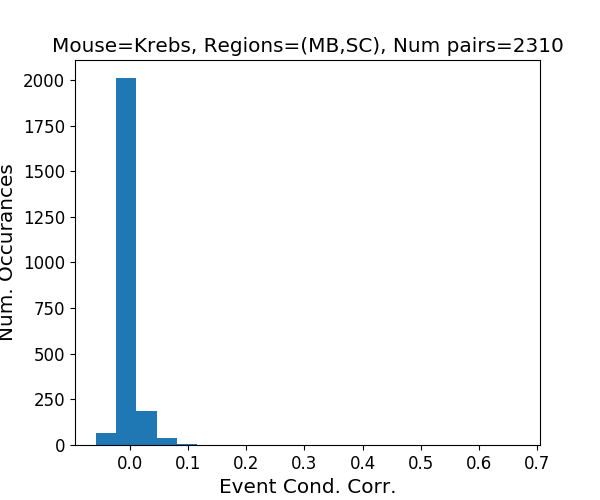 Mouse=Krebs, Regions=(MB,SC), Num pairs=2310
2000
1750
1500
1250
1000
750
500
250
0
Num. Occurances
0.0 0.1 0.2 0.3 0.4 0.5 0.6 0.7
Event Cond. Corr.